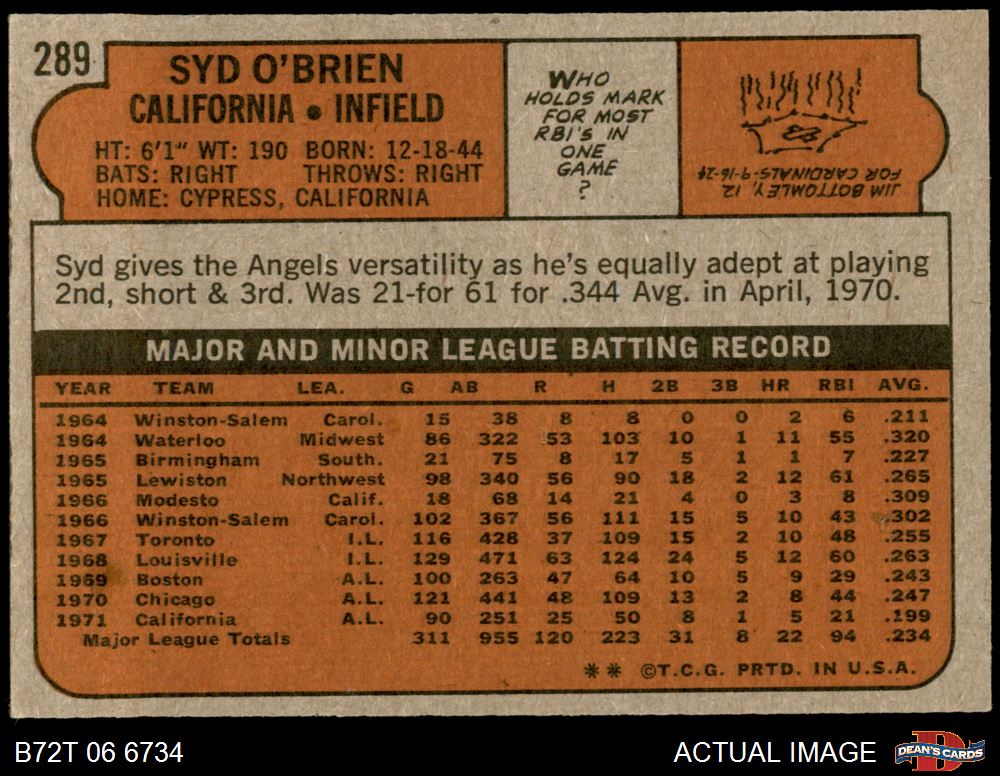 289
SYD O'BRIEN
CALIFORNIA • INFIELD
HT: 6'1" WT: 190 BORN: 12-18-44
BATS: RIGHT THROWS: RIGHT
HOME: CYPRESS, CALIFORNIA
WHO
HOLDS MARK
FOR MOST
RBI'S IN
ONE
GAME
?
JIM BOTTOMLEY, 12
FOR CARDINALS-9-16-24
Syd gives the Angels versatility as he's equally adept at playing
2nd, short & 3rd. Was 21-for 61 for .344 Avg. in April, 1970.
MAJOR AND MINOR LEAGUE BATTING RECORD
YEAR TEAM LEA. G AB R H 2B 3B HR RBI AVG.
1964 Winston-Salem Carol. 15 38 8 8 0 0 2 6 .211
1964 Waterloo Midwest 86 322 53 103 10 1 11 55 .320
1965 Birmingham South. 21 75 8 17 5 1 1 7 .227
1965 Lewiston Northwest 98 340 56 90 18 2 12 61 .265
1966 Modesto Calif. 18 68 14 21 4 0 3 8 .309
1966 Winston-Salem Carol. 102 367 56 111 15 5 10 43 .302
1967 Toronto I.L. 116 428 37 109 15 2 10 48 .255
1968 Louisville I.L. 129 471 63 124 24 5 12 60 .263
1969 Boston A.L. 100 263 47 64 10 5 9 29 .243
1970 Chicago A.L. 121 441 48 109 13 2 8 44 .247
1971 California A.L. 90 251 25 50 8 1 5 21 .199
Major League Totals 311 955 120 223 31 8 22 94 .234
** ©T.C.G. PRTD. IN U.S.A.
B72T 06 6734
ACTUAL IMAGE
DEAN'S CARDS